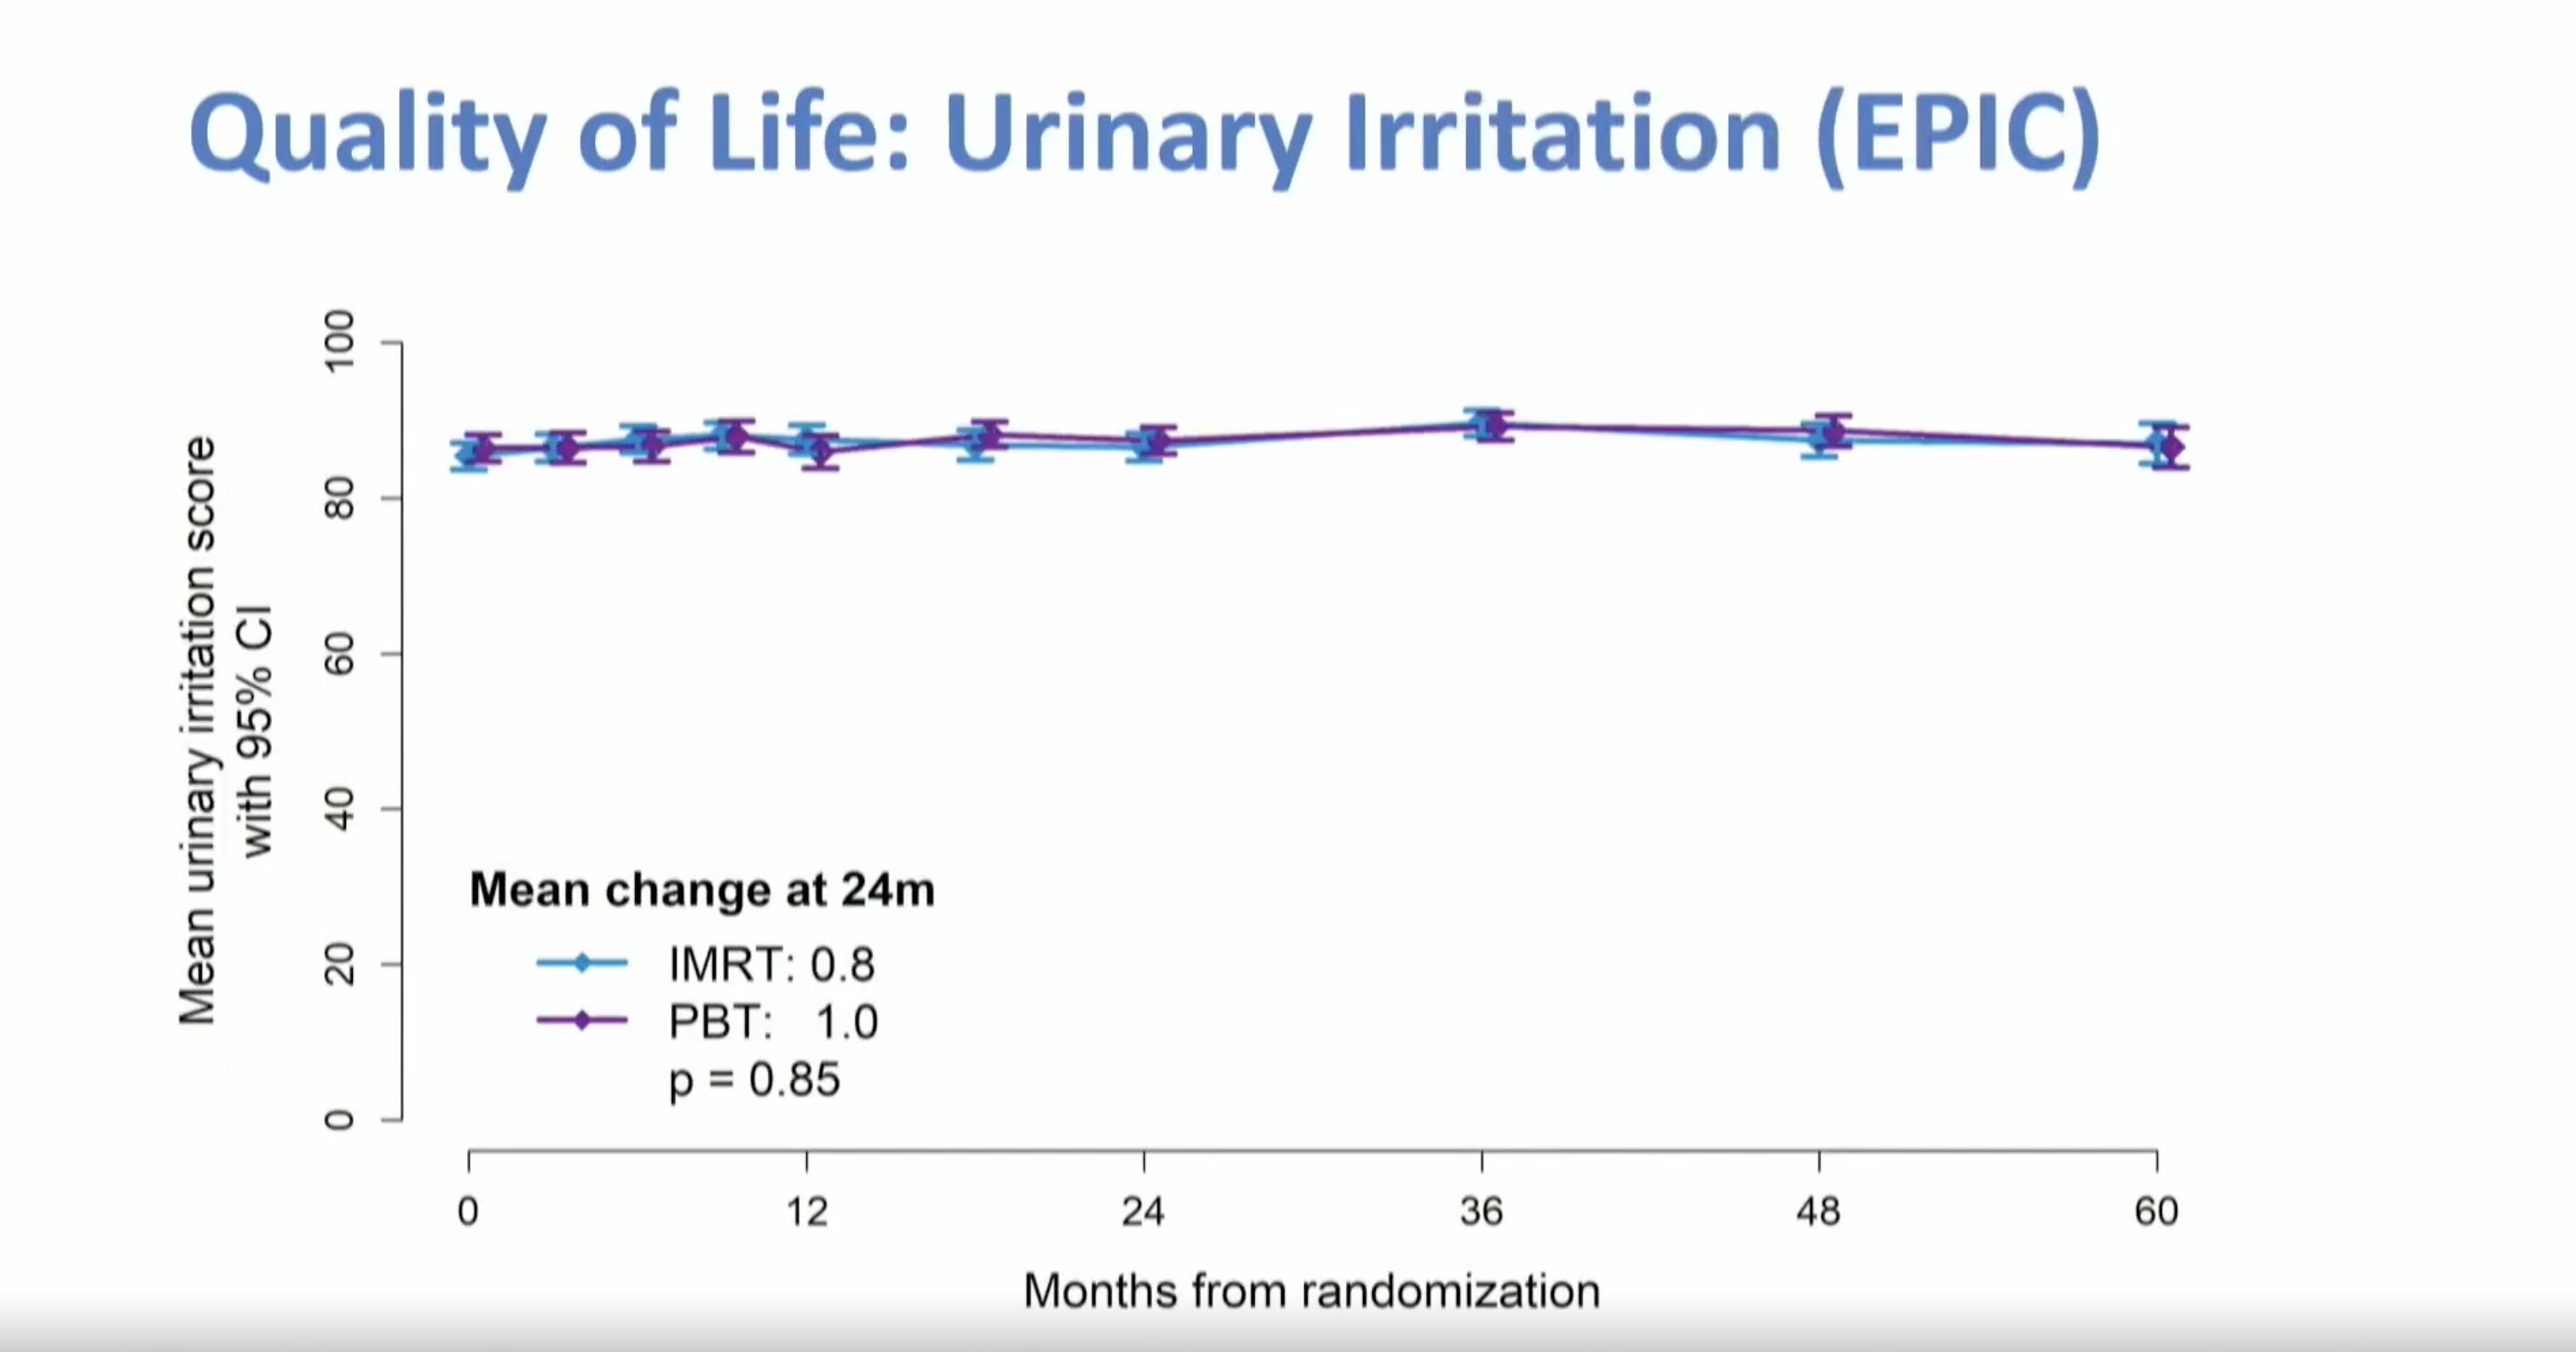 Quality of Life: Urinary Irritation (EPIC)
Mean urinary irritation score
with 95% CI
100
80
60
40
20
0
Mean change at 24m
IMRT: 0.8
PBT: 1.0
p = 0.85
0 12 24 36 48 60
Months from randomization